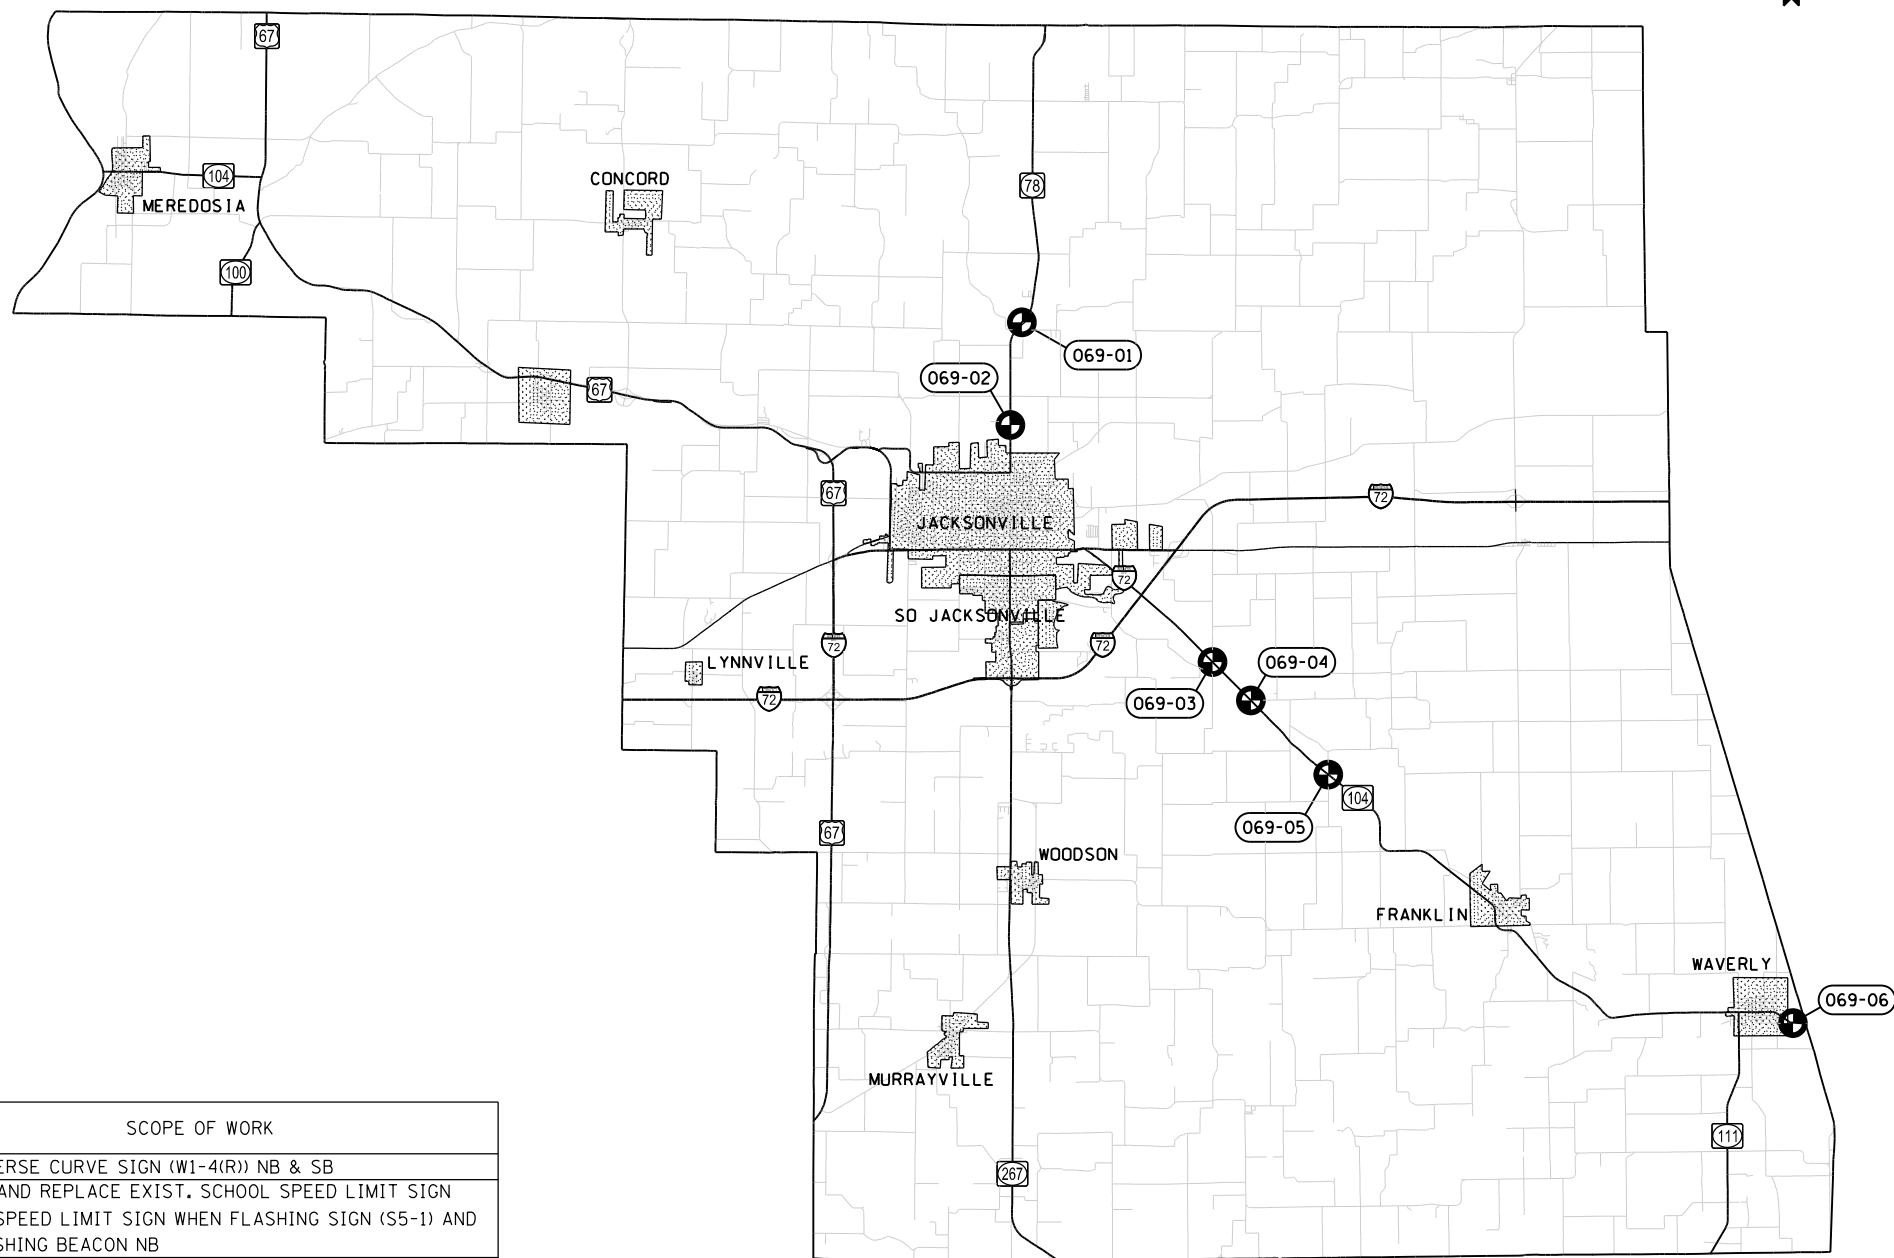 67
104
MEREDOSIA
CONCORD
78
100
069-01
069-02
67
67
72
JACKSONVILLE
72
SO JACKSONVILLE
72
72
LYNNVILLE
72
069-04
069-03
104
069-05
67
WOODSON
FRANKLIN
WAVERLY
069-06
MURRAYVILLE
111
267
SCOPE OF WORK
ERSE CURVE SIGN (W1-4(R)) NB & SB
AND REPLACE EXIST. SCHOOL SPEED LIMIT SIGN
SPEED LIMIT SIGN WHEN FLASHING SIGN (S5-1) AND
SHING BEACON NB